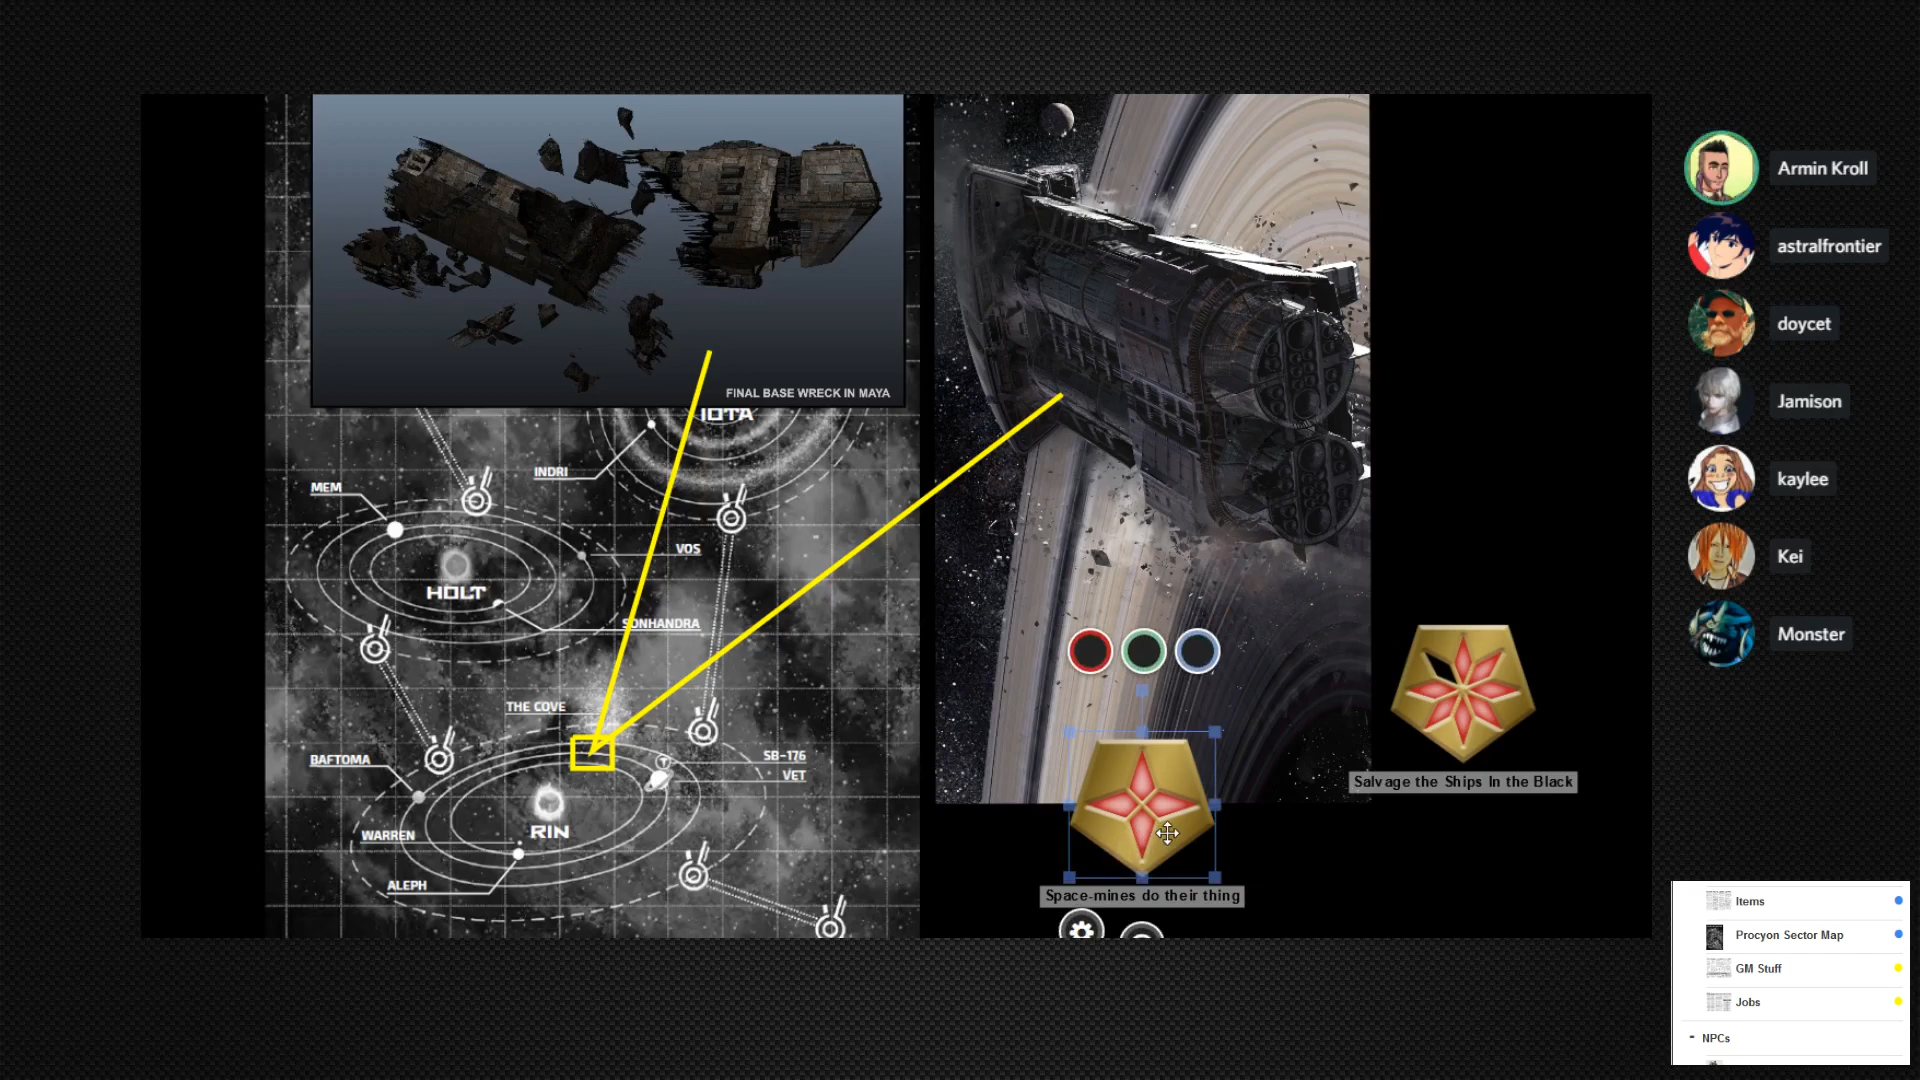 FINAL BASE WRECK IN MAYA
IOTA
INDRI
MEM
VOS
HOLT
SONHANDRA
THE COVE
BAFTOMA
SB-176
VET
RIN
WARREN
ALEPH
Salvage the Ships In the Black
Space-mines do their thing
Armin Kroll
astralfrontier
doycet
Jamison
kaylee
Kei
Monster
Items
Procyon Sector Map
GM Stuff
Jobs
- NPCs